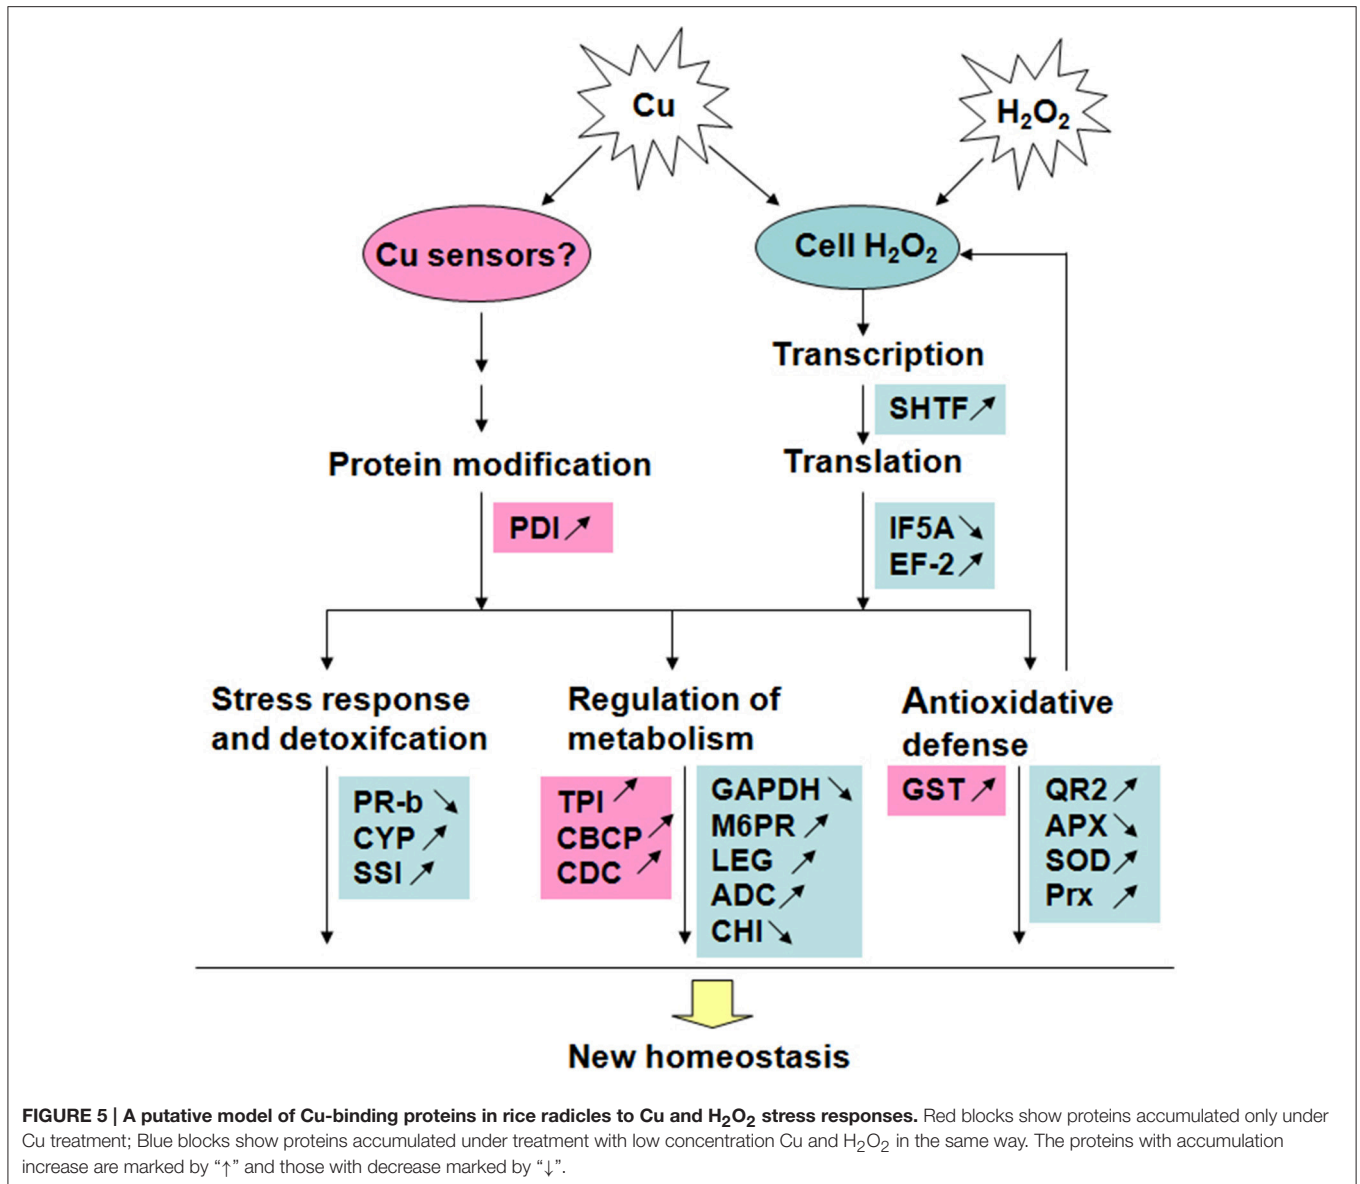 Cu
H₂O₂
Cu sensors?
Cell H₂O₂
Transcription
SHTF ↗
Translation
Protein modification
PDI ↗
IF5A ↘
EF-2 ↗
Stress response
and detoxifcation
Regulation of
metabolism
Antioxidative
defense
PR-b ↘
CYP ↗
SSI ↗
TPI ↗
CBCP ↗
CDC ↗
GAPDH ↘
M6PR ↗
LEG ↗
ADC ↗
CHI ↘
GST ↗
QR2 ↗
APX ↘
SOD ↗
Prx ↗
New homeostasis
FIGURE 5 | A putative model of Cu-binding proteins in rice radicles to Cu and H₂O₂ stress responses. Red blocks show proteins accumulated only under
Cu treatment; Blue blocks show proteins accumulated under treatment with low concentration Cu and H₂O₂ in the same way. The proteins with accumulation
increase are marked by “↑” and those with decrease marked by “↓”.